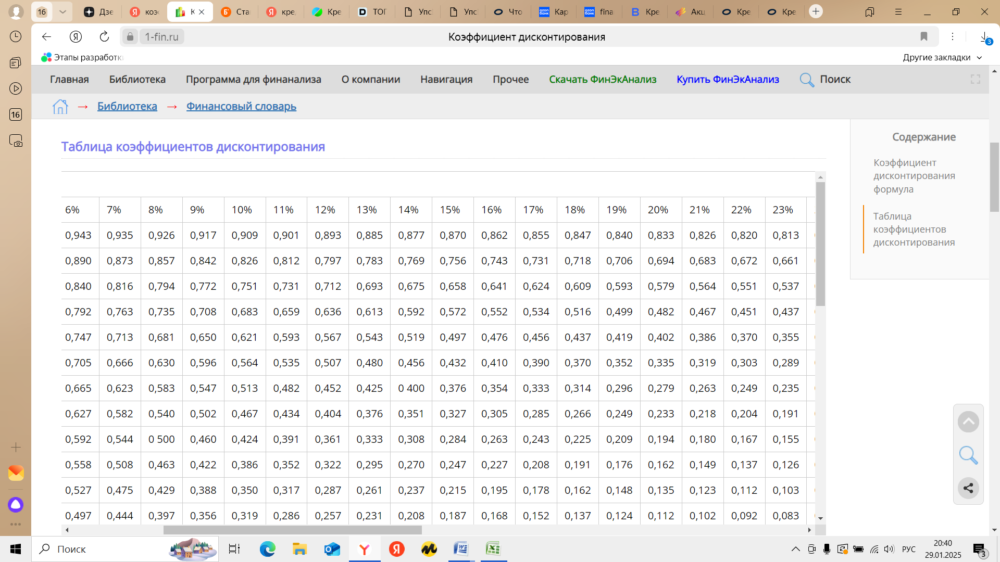 16 Дзе коэ К Ста кре Кре ТОГ Упс Упс Что Кар fina Кре Акц Кре Кре
1-fin.ru Коэффициент дисконтирования 3
Этапы разработки Другие закладки
Главная Библиотека Программа для финанализа О компании Навигация Прочее Скачать ФинЭкАнализ Купить ФинЭкАнализ Поиск
16
→ Библиотека → Финансовый словарь
Таблица коэффициентов дисконтирования
6% 7% 8% 9% 10% 11% 12% 13% 14% 15% 16% 17% 18% 19% 20% 21% 22% 23%
0,943 0,935 0,926 0,917 0,909 0,901 0,893 0,885 0,877 0,870 0,862 0,855 0,847 0,840 0,833 0,826 0,820 0,813
0,890 0,873 0,857 0,842 0,826 0,812 0,797 0,783 0,769 0,756 0,743 0,731 0,718 0,706 0,694 0,683 0,672 0,661
0,840 0,816 0,794 0,772 0,751 0,731 0,712 0,693 0,675 0,658 0,641 0,624 0,609 0,593 0,579 0,564 0,551 0,537
0,792 0,763 0,735 0,708 0,683 0,659 0,636 0,613 0,592 0,572 0,552 0,534 0,516 0,499 0,482 0,467 0,451 0,437
0,747 0,713 0,681 0,650 0,621 0,593 0,567 0,543 0,519 0,497 0,476 0,456 0,437 0,419 0,402 0,386 0,370 0,355
0,705 0,666 0,630 0,596 0,564 0,535 0,507 0,480 0,456 0,432 0,410 0,390 0,370 0,352 0,335 0,319 0,303 0,289
0,665 0,623 0,583 0,547 0,513 0,482 0,452 0,425 0 400 0,376 0,354 0,333 0,314 0,296 0,279 0,263 0,249 0,235
0,627 0,582 0,540 0,502 0,467 0,434 0,404 0,376 0,351 0,327 0,305 0,285 0,266 0,249 0,233 0,218 0,204 0,191
0,592 0,544 0 500 0,460 0,424 0,391 0,361 0,333 0,308 0,284 0,263 0,243 0,225 0,209 0,194 0,180 0,167 0,155
0,558 0,508 0,463 0,422 0,386 0,352 0,322 0,295 0,270 0,247 0,227 0,208 0,191 0,176 0,162 0,149 0,137 0,126
0,527 0,475 0,429 0,388 0,350 0,317 0,287 0,261 0,237 0,215 0,195 0,178 0,162 0,148 0,135 0,123 0,112 0,103
0,497 0,444 0,397 0,356 0,319 0,286 0,257 0,231 0,208 0,187 0,168 0,152 0,137 0,124 0,112 0,102 0,092 0,083
Содержание
Коэффициент
дисконтирования
формула
Таблица
коэффициентов
дисконтирования
Поиск РУС 20:40
29.01.2025 3